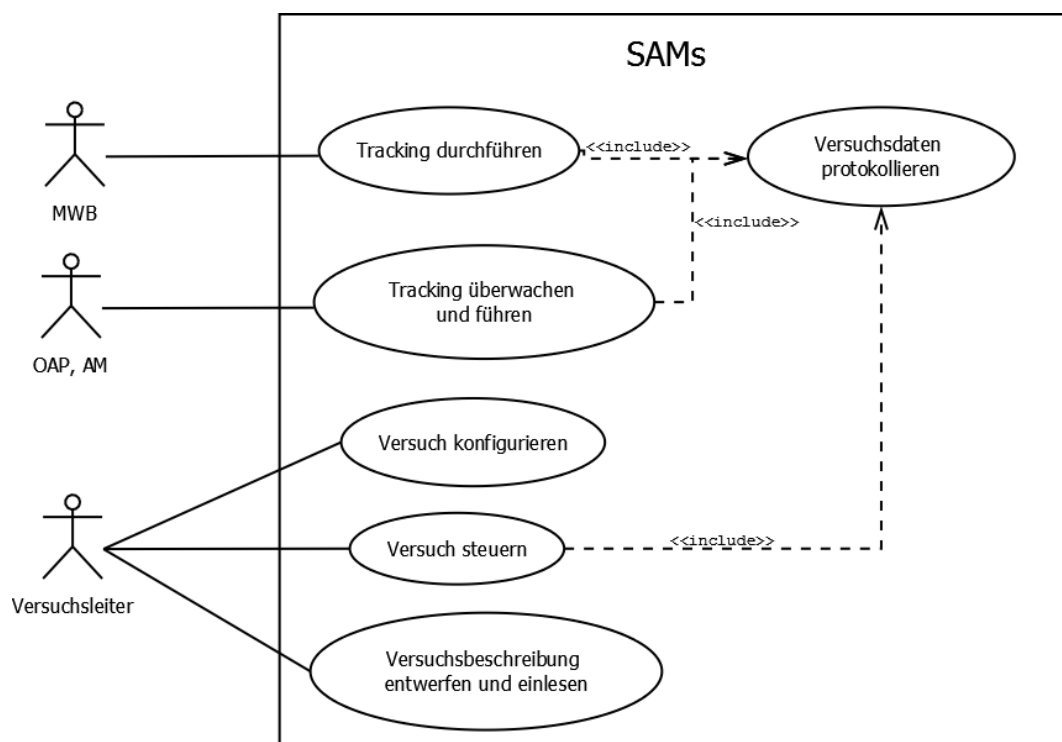 SAMs
Tracking durchführen
<<include>>
Versuchsdaten
protokollieren
MWB
<<include>>
Tracking überwachen
und führen
OAP, AM
Versuch konfigurieren
Versuch steuern
<<include>>
Versuchsleiter
Versuchsbeschreibung
entwerfen und einlesen